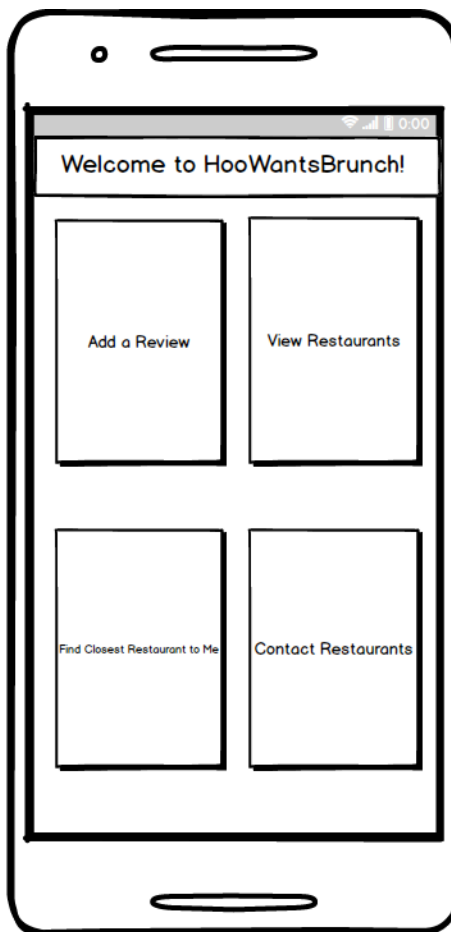 0:00
Welcome to HooWantsBrunch!
Add a Review
View Restaurants
Find Closest Restaurant to Me
Contact Restaurants